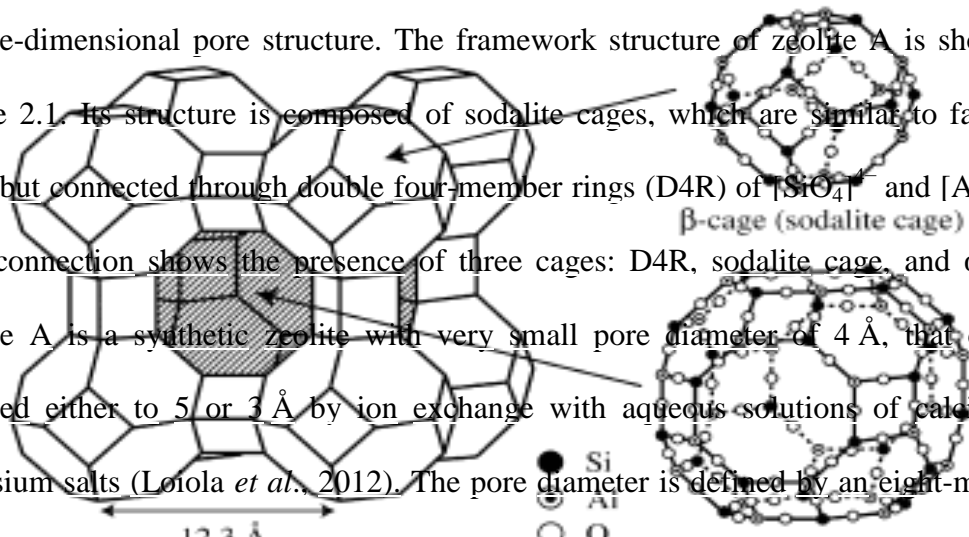 e-dimensional pore structure. The framework structure of zeolite A is sho
e 2.1. Its structure is composed of sodalite cages, which are similar to fa
but connected through double four-member rings (D4R) of [SiO₄]⁴⁻ and [A
β-cage (sodalite cage)
connection shows the presence of three cages: D4R, sodalite cage, and
e A is a synthetic zeolite with very small pore diameter of 4 Å, that
ed either to 5 or 3 Å by ion exchange with aqueous solutions of calc
Si
sium salts (Loiola et al., 2012). The pore diameter is defined by an eight-m
Al
12.3 Å
O